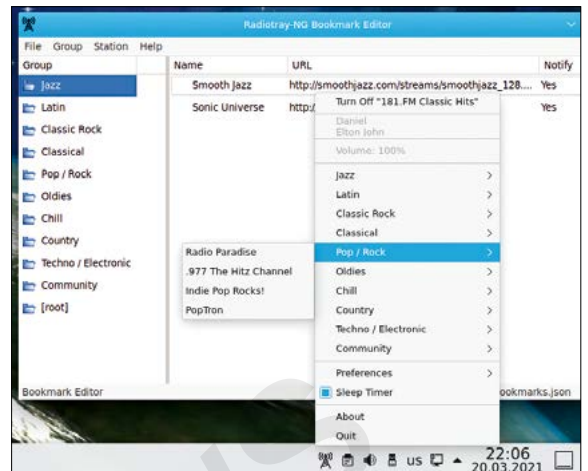 Radiotray-NG Bookmark Editor
File Group Station Help
Group Name URL Notify
Jazz Smooth Jazz http://smoothjazz.com/streams/smoothjazz_128.... Yes
Latin Sonic Universe http:/ Yes
Classic Rock
Classical
Pop / Rock
Oldies
Chill
Country
Techno / Electronic
Community
[root]
Turn Off "181.FM Classic Hits"
Daniel
Elton John
Volume: 100%
Jazz
Latin
Classic Rock
Classical
Pop / Rock
Oldies
Chill
Country
Techno / Electronic
Community
Preferences
Sleep Timer
About
Quit
Radio Paradise
.977 The Hitz Channel
Indie Pop Rocks!
PopTron
Bookmark Editor ookmarks.json
us 22:06
20.03.2021